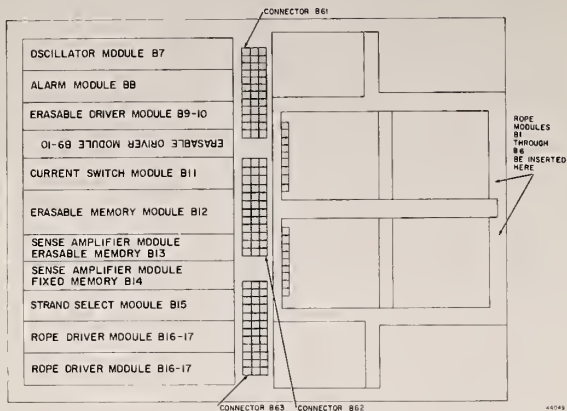 CONNECTOR B61
OSCILLATOR MODULE B7
ALARM MODULE B8
ERASABLE DRIVER MODULE B9-10
ERASABLE DRIVER MODULE B9-10
CURRENT SWITCH MODULE B11
ERASABLE MEMORY MODULE B12
SENSE AMPLIFIER MODULE
ERASABLE MEMORY B13
SENSE AMPLIFIER MODULE
FIXED MEMORY B14
STRAND SELECT MODULE B15
ROPE DRIVER MODULE B16-17
ROPE DRIVER MODULE B16-17
ROPE
MODULES
B1
THROUGH
B6
BE INSERTED
HERE
CONNECTOR B63
CONNECTOR B62